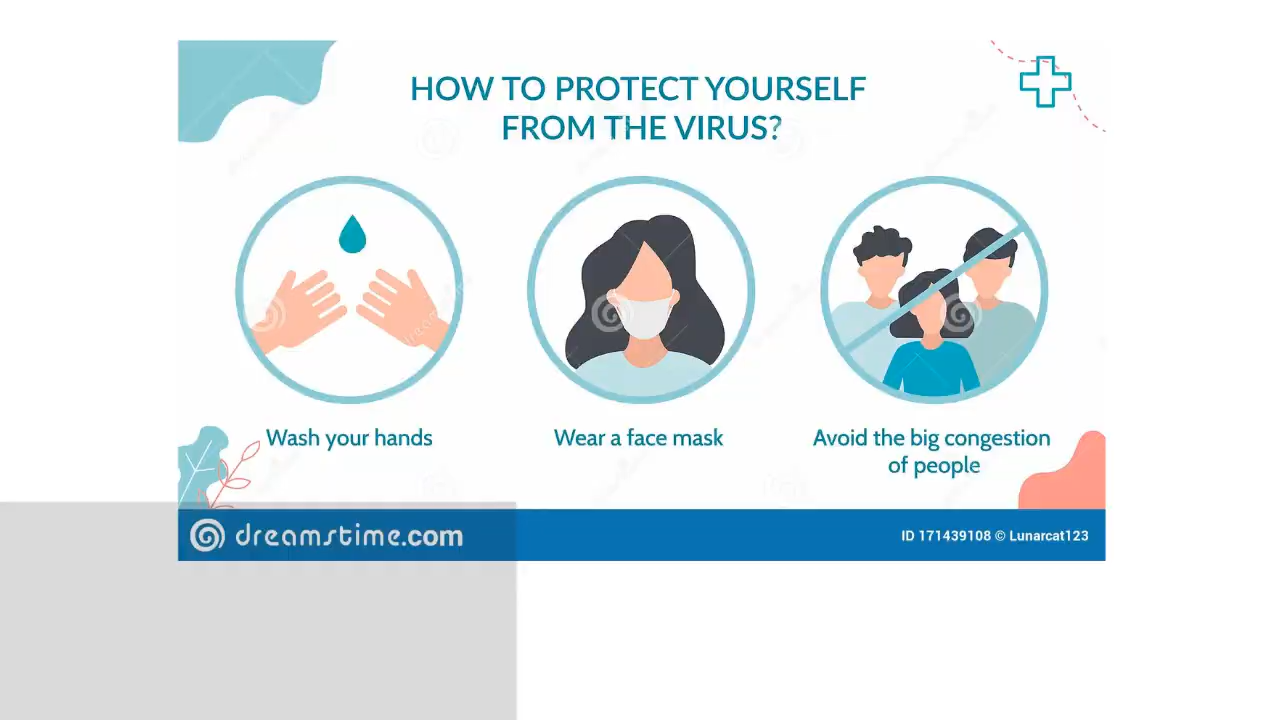 HOW TO PROTECT YOURSELF
FROM THE VIRUS?
Wash your hands
Wear a face mask
Avoid the big congestion
of people
dreamstime.com
ID 171439108 © Lunarcat123